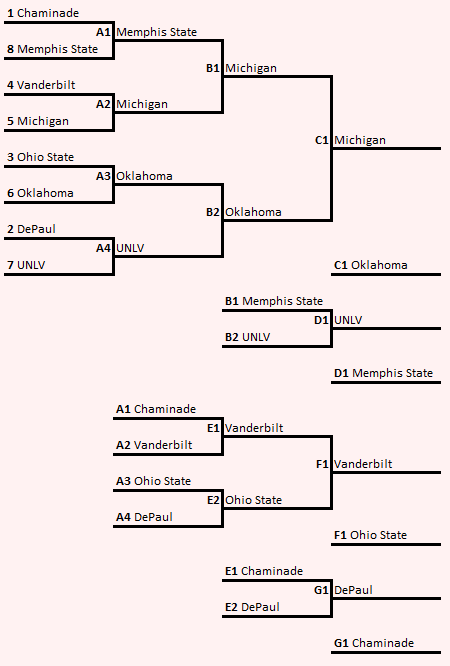 1 Chaminade
A1 Memphis State
8 Memphis State
B1 Michigan
4 Vanderbilt
A2 Michigan
5 Michigan
C1 Michigan
3 Ohio State
A3 Oklahoma
6 Oklahoma
B2 Oklahoma
2 DePaul
A4 UNLV
7 UNLV
C1 Oklahoma
B1 Memphis State
D1 UNLV
B2 UNLV
D1 Memphis State
A1 Chaminade
E1 Vanderbilt
A2 Vanderbilt
F1 Vanderbilt
A3 Ohio State
E2 Ohio State
A4 DePaul
F1 Ohio State
E1 Chaminade
G1 DePaul
E2 DePaul
G1 Chaminade